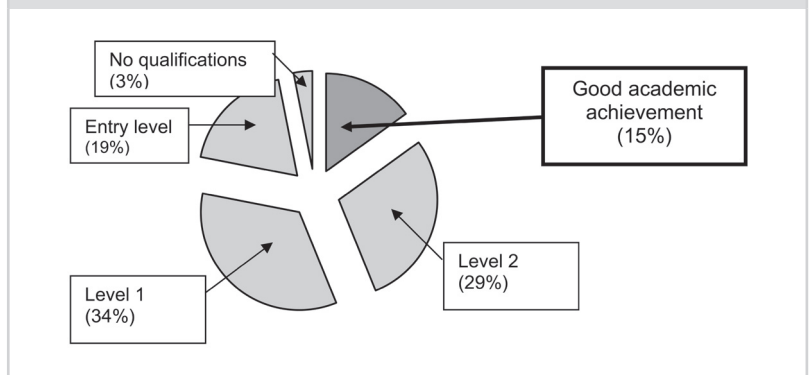 No qualifications
(3%)
Good academic
achievement
(15%)
Entry level
(19%)
Level 2
(29%)
Level 1
(34%)